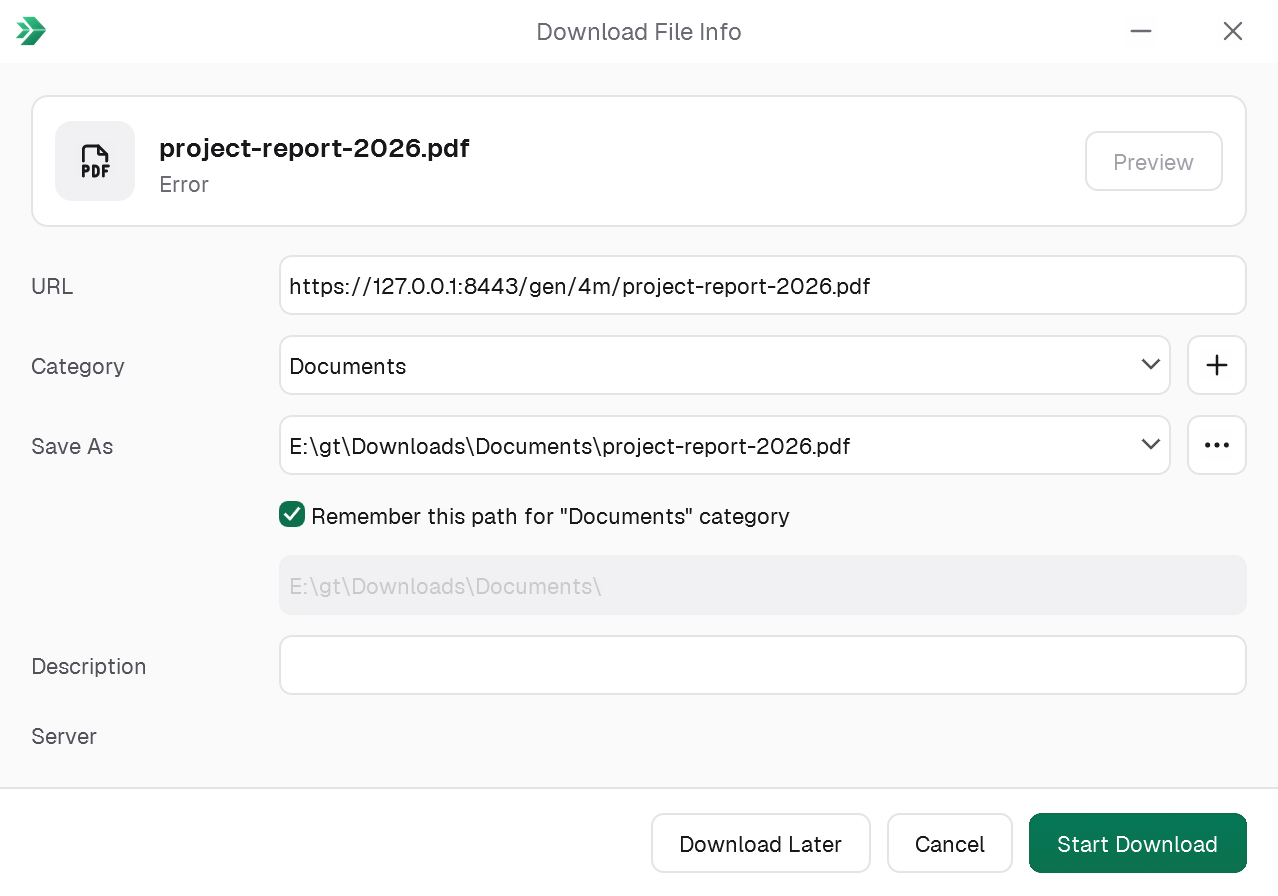 Download File Info
PDF
project-report-2026.pdf
Error
Preview
URL
https://127.0.0.1:8443/gen/4m/project-report-2026.pdf
Category
Documents
Save As
E:\gt\Downloads\Documents\project-report-2026.pdf
Remember this path for "Documents" category
E:\gt\Downloads\Documents\
Description
Server
Download Later
Cancel
Start Download